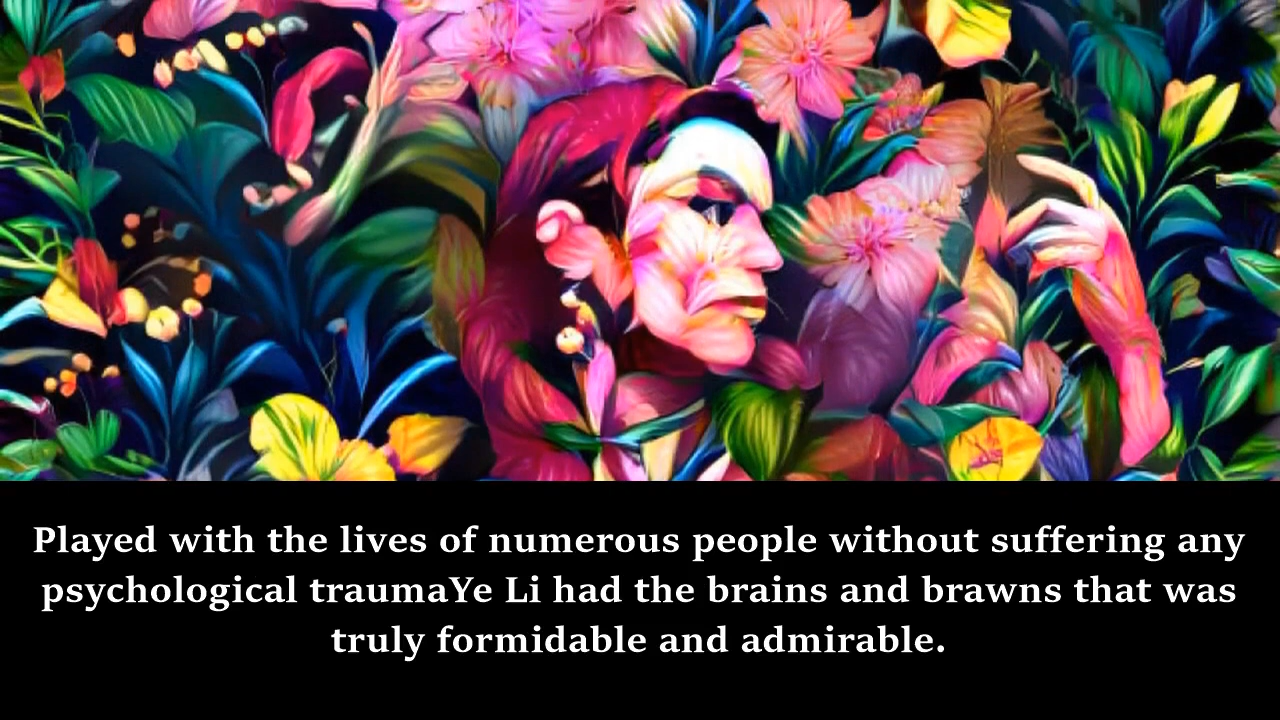 Played with the lives of numerous people without suffering any
psychological traumaYe Li had the brains and brawns that was
truly formidable and admirable.